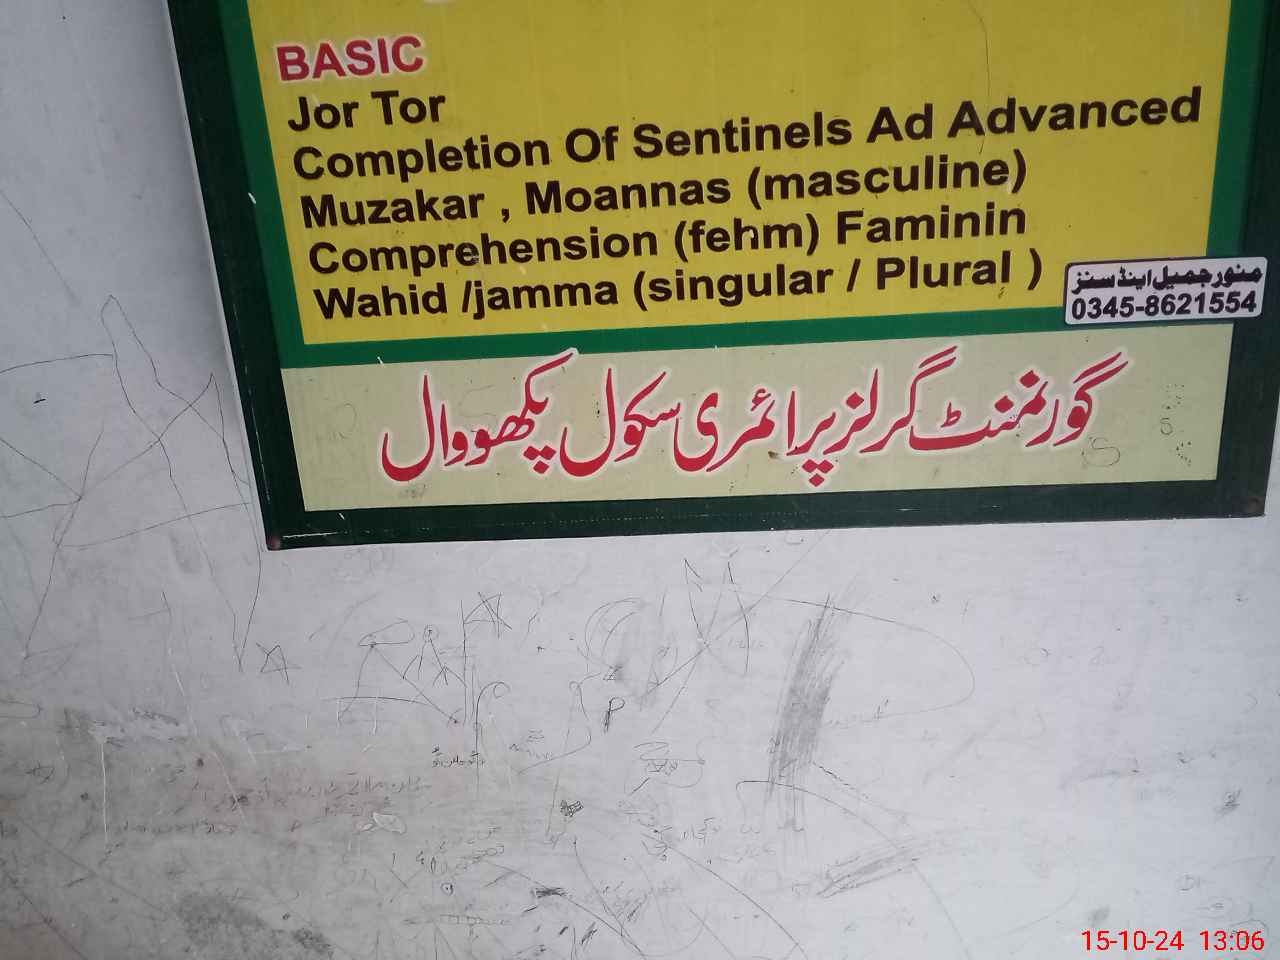 BASIC
Jor Tor
Completion Of Sentinels Ad Advanced
Muzakar , Moannas (masculine)
Comprehension (fehm) Faminin
Wahid /jamma (singular / Plural )
منور جمیل اینڈ سنز
0345-8621554
گورنمنٹ گرلز پرائمری سکول پکھووال
P
15-10-24 13:06